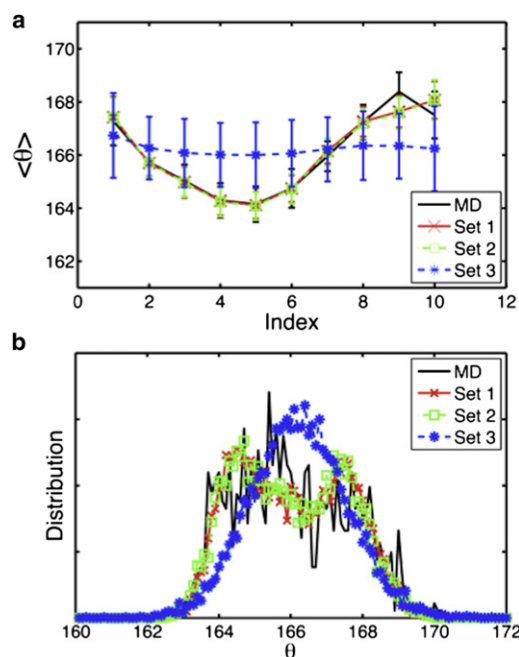 a
170
168
166
164
162
<θ>
0 2 4 6 8 10 12
Index
MD
Set 1
Set 2
Set 3
b
Distribution
160 162 164 166 168 170 172
θ
MD
Set 1
Set 2
Set 3